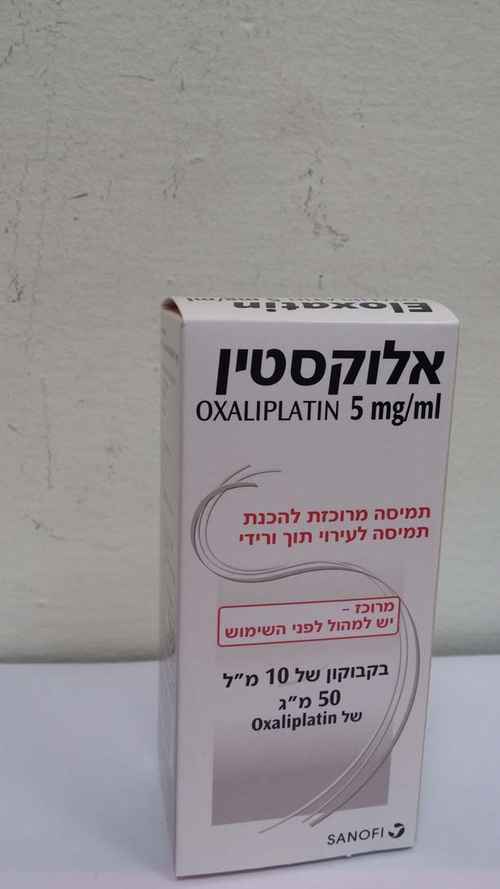 Eloxatin
אלוקסטין
OXALIPLATIN 5 mg/ml
תמיסה מרוכזת להכנת
תמיסה לעירוי תוך ורידי
מרוכז –
יש למהול לפני השימוש
בקבוקון של 10 מ"ל
50 מ"ג
של Oxaliplatin
SANOFI